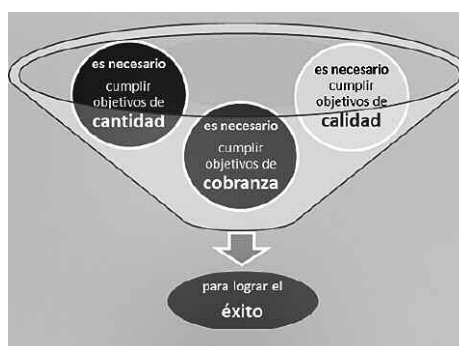 es necesario
cumplir
objetivos de
cantidad
es necesario
cumplir
objetivos de
cobranza
es necesario
cumplir
objetivos de
calidad
para lograr el
éxito